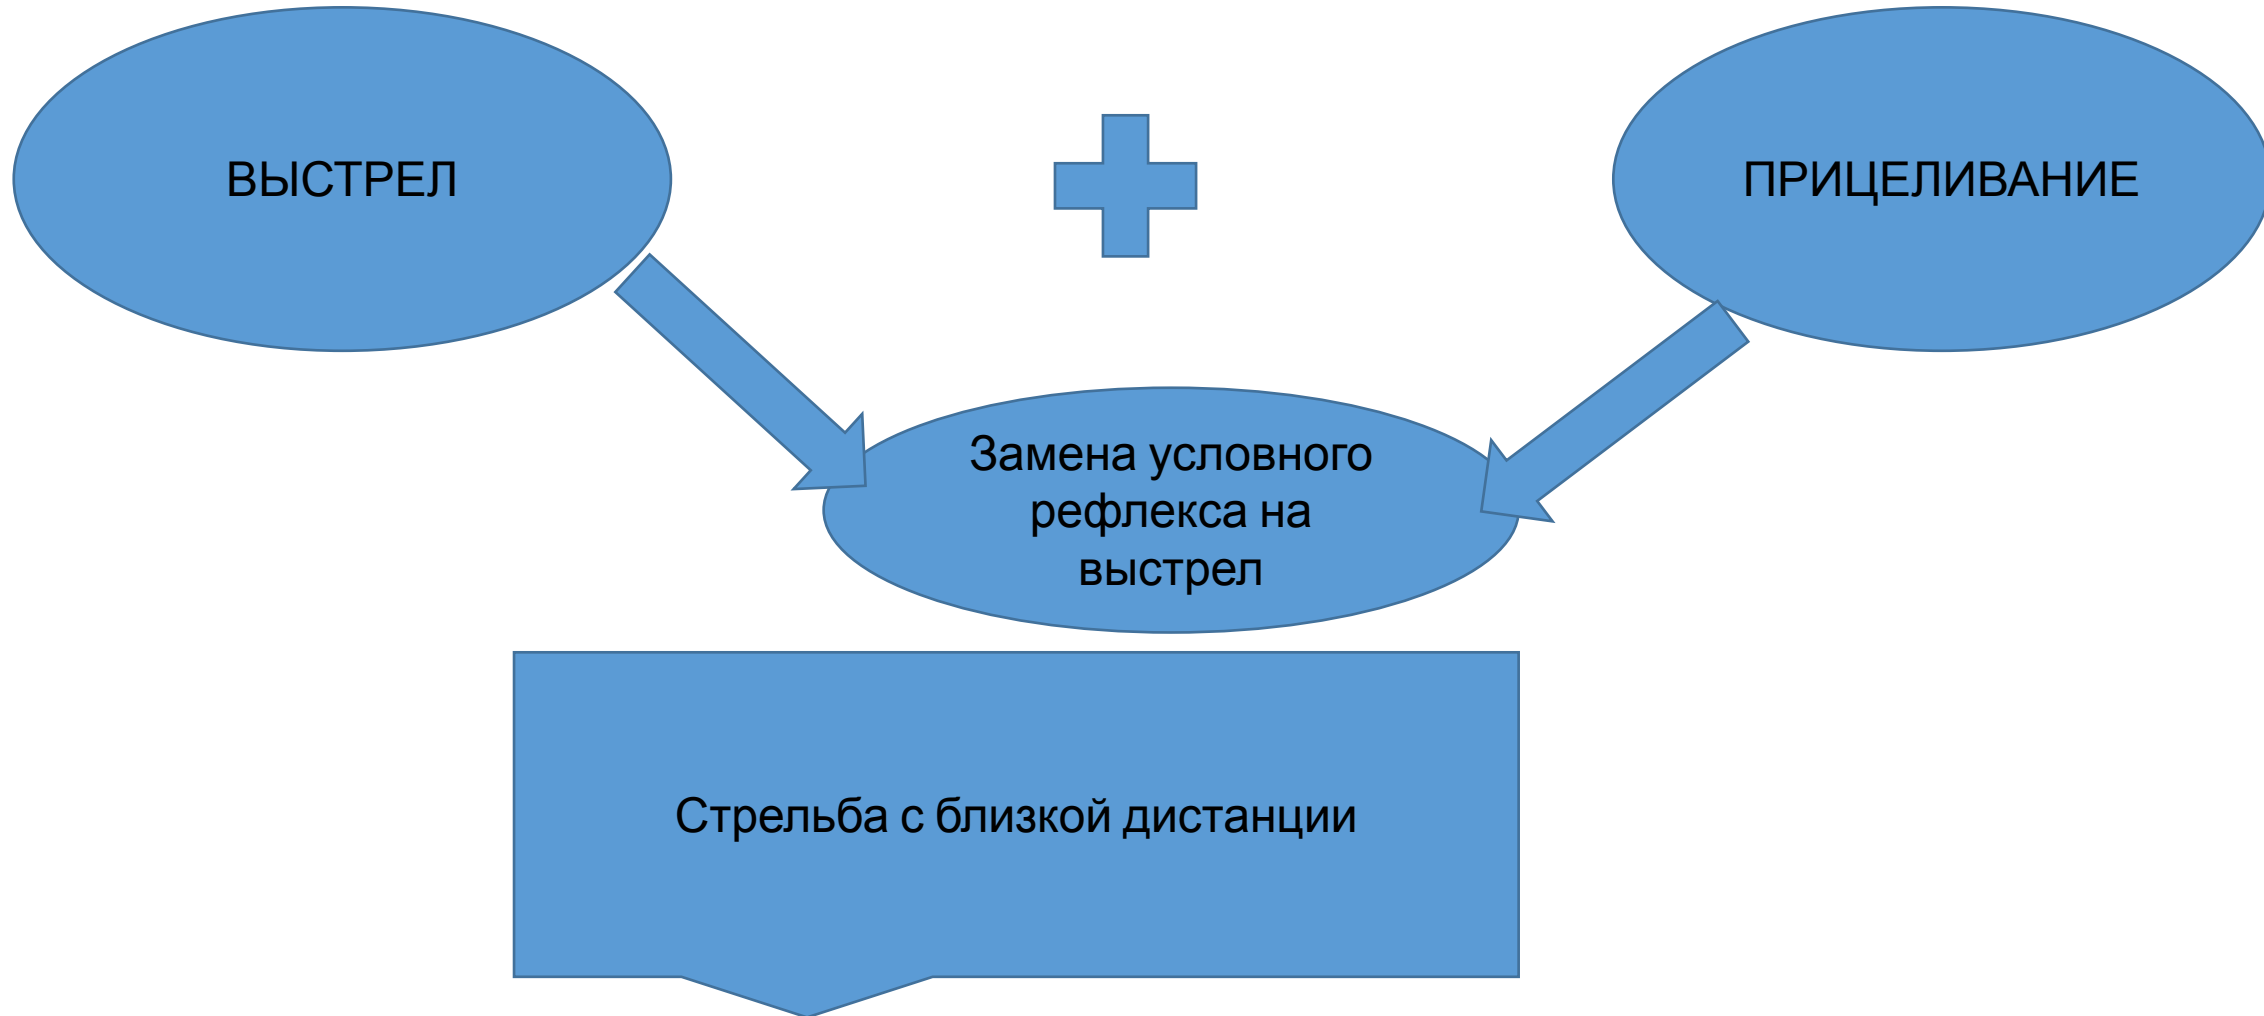 ВЫСТРЕЛ
ПРИЦЕЛИВАНИЕ
Замена условного
рефлекса на
выстрел
Стрельба с близкой дистанции